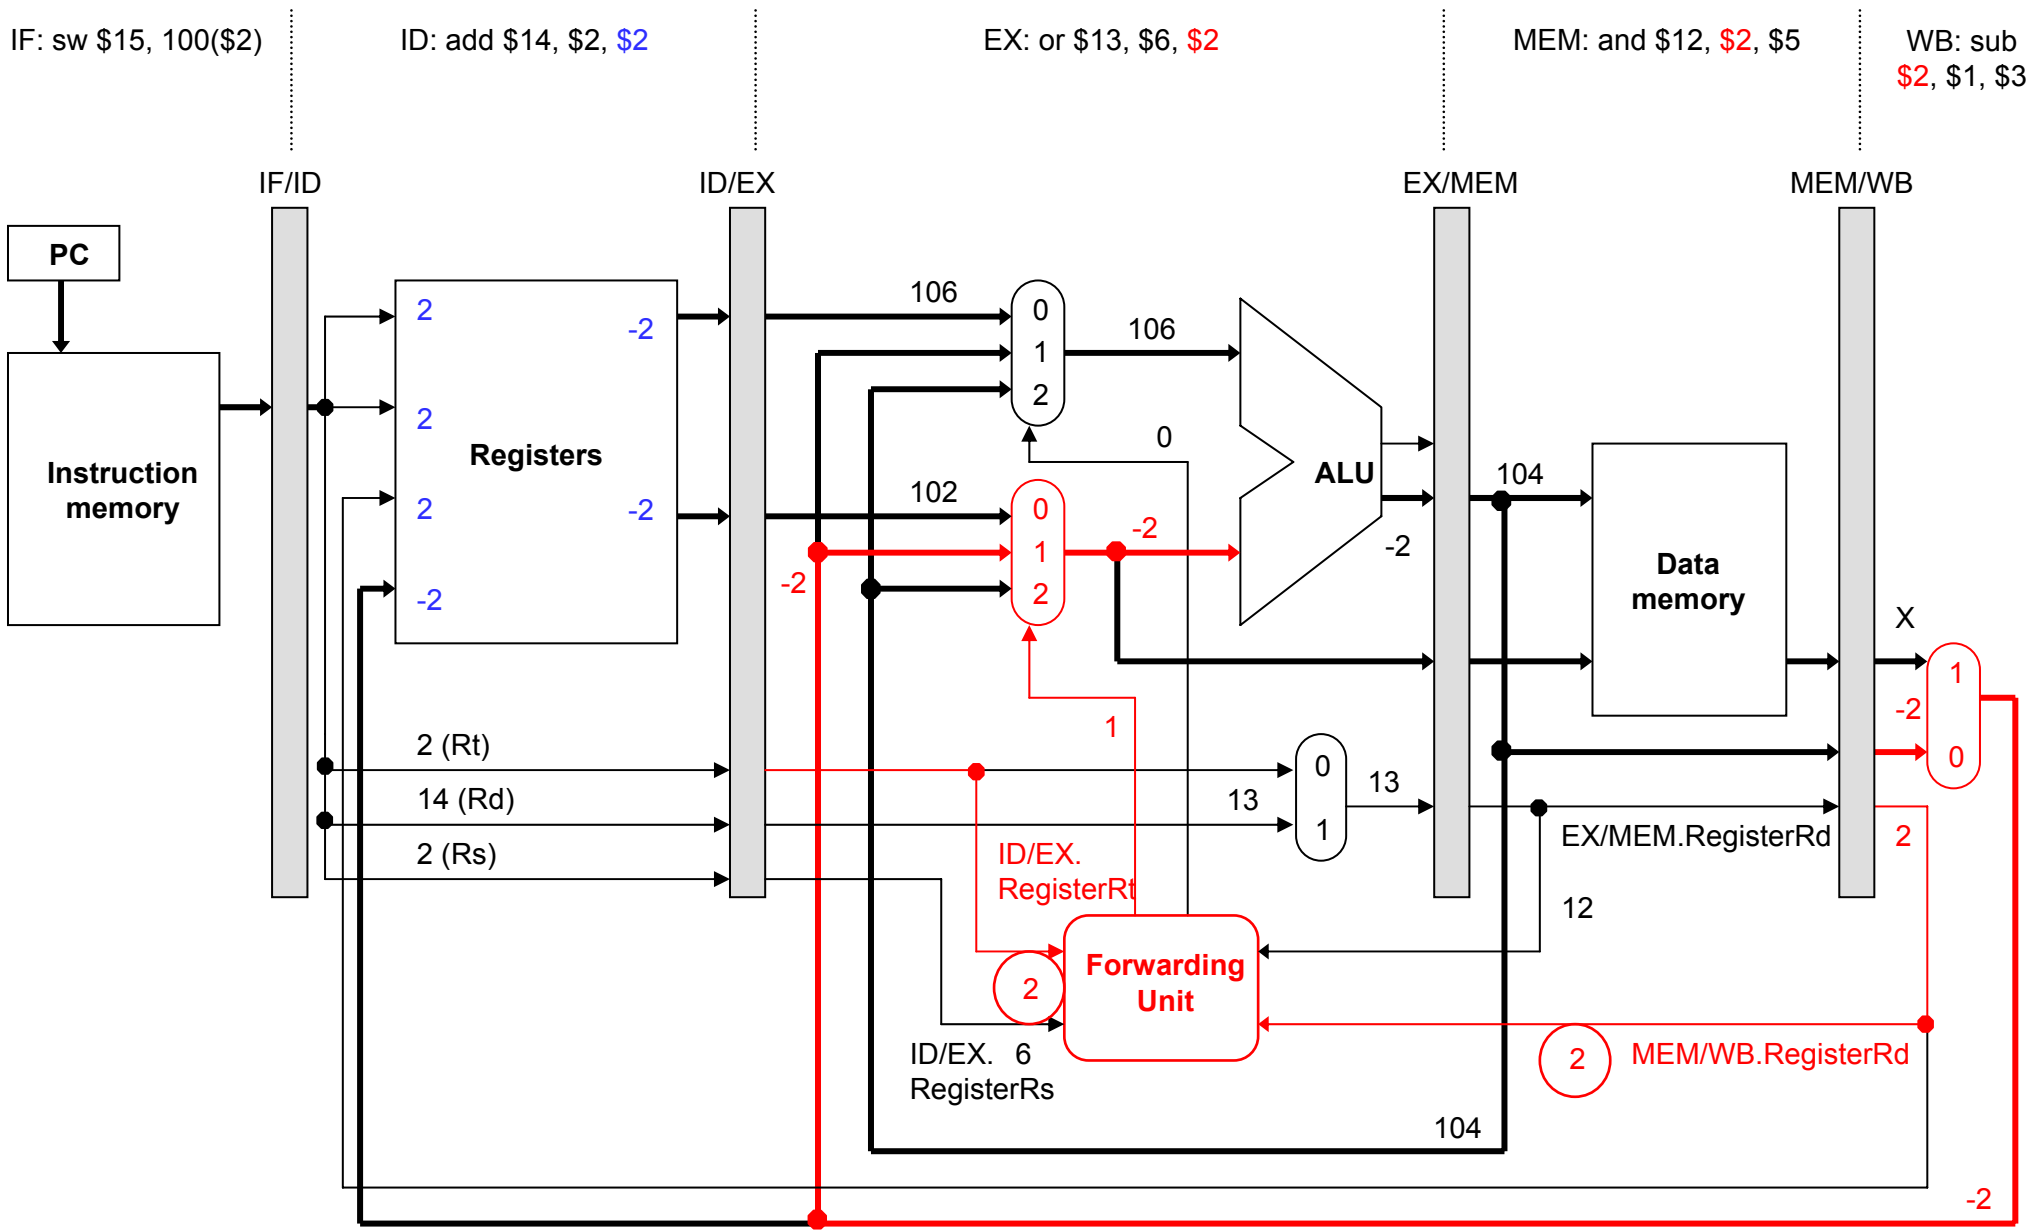 IF: sw $15, 100($2)
ID: add $14, $2, $2
EX: or $13, $6, $2
MEM: and $12, $2, $5
WB: sub
$2, $1, $3
IF/ID
ID/EX
EX/MEM
MEM/WB
PC
Instruction
memory
2
2
2
-2
-2
-2
Registers
106
102
-2
0
1
2
0
1
2
106
0
-2
ALU
-2
104
Data
memory
X
-2
1
0
2 (Rt)
14 (Rd)
2 (Rs)
1
13
0
1
13
ID/EX.
RegisterRt
EX/MEM.RegisterRd
2
12
Forwarding
Unit
2
ID/EX. 6
RegisterRs
2
MEM/WB.RegisterRd
104
-2